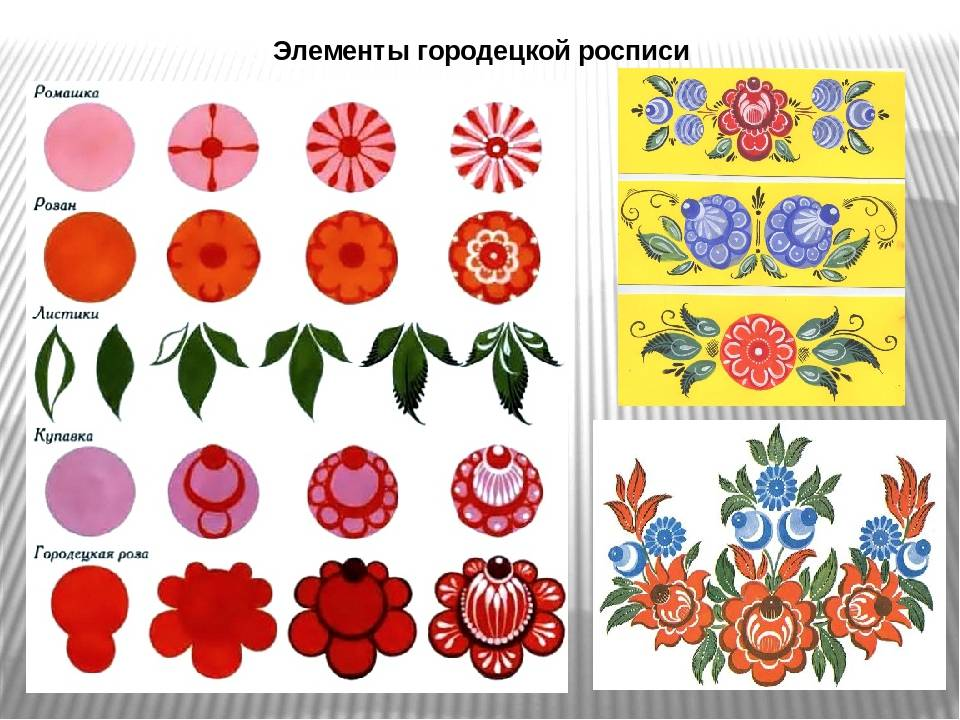 Элементы городецкой росписи
Ромашка
Розан
Листики
Купавка
Городецкая роза